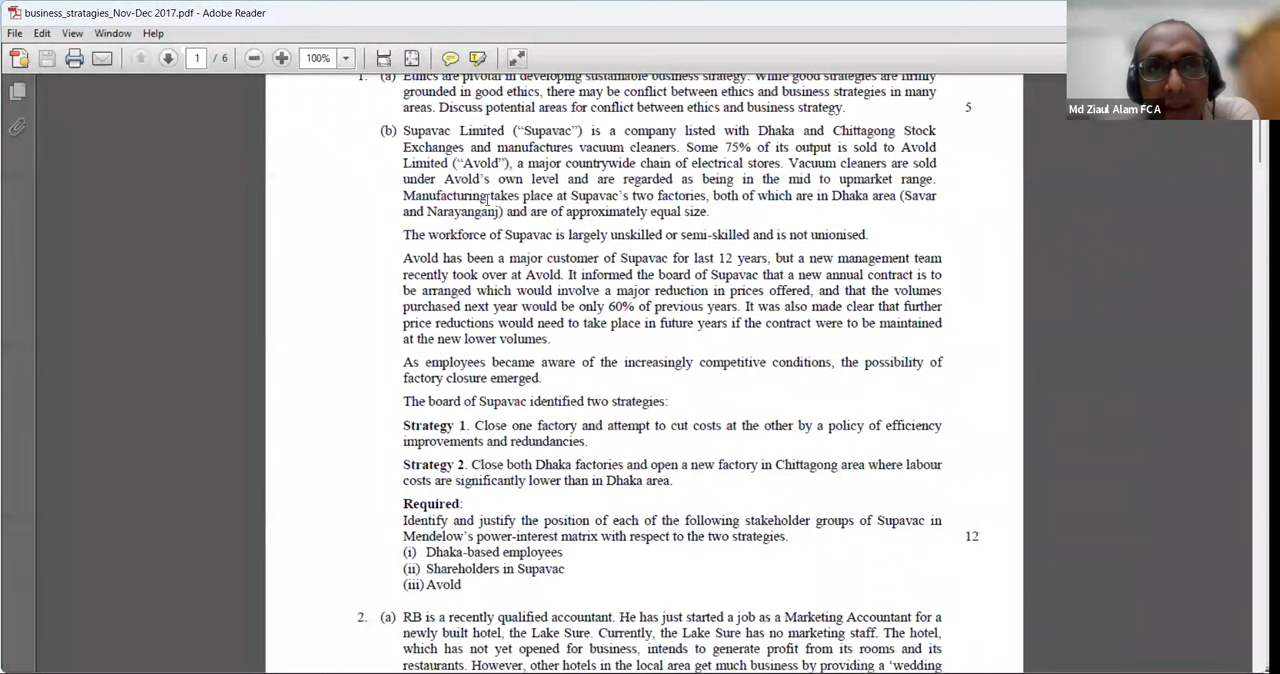 business_stratagies_Nov-Dec 2017.pdf - Adobe Reader
File Edit View Window Help
1 / 6 100%
Md Ziaul Alam FCA
1. (a) Ethics are pivotal in developing sustainable business strategy. While good strategies are firmly
grounded in good ethics, there may be conflict between ethics and business strategies in many
areas. Discuss potential areas for conflict between ethics and business strategy. 5
(b) Supavac Limited (“Supavac”) is a company listed with Dhaka and Chittagong Stock
Exchanges and manufactures vacuum cleaners. Some 75% of its output is sold to Avold
Limited (“Avold”), a major countrywide chain of electrical stores. Vacuum cleaners are sold
under Avold’s own level and are regarded as being in the mid to upmarket range.
Manufacturing takes place at Supavac’s two factories, both of which are in Dhaka area (Savar
and Narayanganj) and are of approximately equal size.
The workforce of Supavac is largely unskilled or semi-skilled and is not unionised.
Avold has been a major customer of Supavac for last 12 years, but a new management team
recently took over at Avold. It informed the board of Supavac that a new annual contract is to
be arranged which would involve a major reduction in prices offered, and that the volumes
purchased next year would be only 60% of previous years. It was also made clear that further
price reductions would need to take place in future years if the contract were to be maintained
at the new lower volumes.
As employees became aware of the increasingly competitive conditions, the possibility of
factory closure emerged.
The board of Supavac identified two strategies:
Strategy 1. Close one factory and attempt to cut costs at the other by a policy of efficiency
improvements and redundancies.
Strategy 2. Close both Dhaka factories and open a new factory in Chittagong area where labour
costs are significantly lower than in Dhaka area.
Required:
Identify and justify the position of each of the following stakeholder groups of Supavac in
Mendelow’s power-interest matrix with respect to the two strategies. 12
(i) Dhaka-based employees
(ii) Shareholders in Supavac
(iii) Avold
2. (a) RB is a recently qualified accountant. He has just started a job as a Marketing Accountant for a
newly built hotel, the Lake Sure. Currently, the Lake Sure has no marketing staff. The hotel,
which has not yet opened for business, intends to generate profit from its rooms and its
restaurants. However, other hotels in the local area get much business by providing a ‘wedding